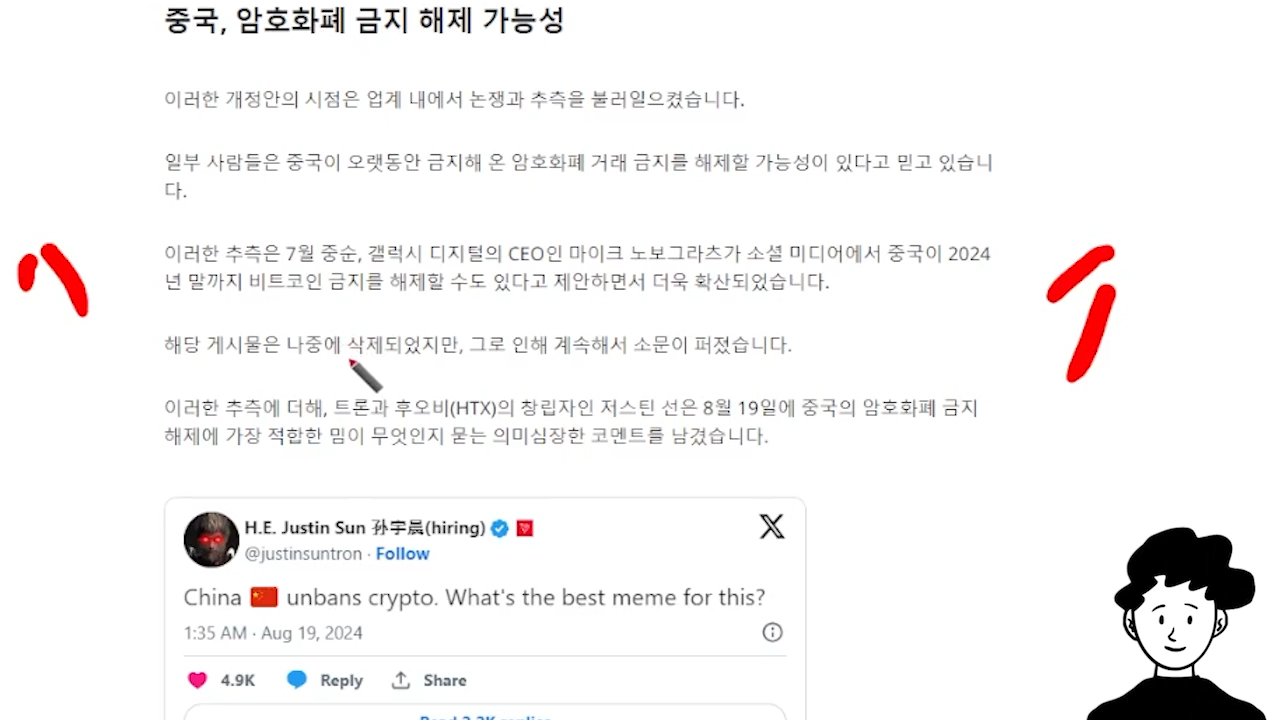 중국, 암호화폐 금지 해제 가능성
이러한 개정안의 시점은 업계 내에서 논쟁과 추측을 불러일으켰습니다.
일부 사람들은 중국이 오랫동안 금지해 온 암호화폐 거래 금지를 해제할 가능성이 있다고 믿고 있습니
다.
이러한 추측은 7월 중순, 갤럭시 디지털의 CEO인 마이크 노보그라츠가 소셜 미디어에서 중국이 2024
년 말까지 비트코인 금지를 해제할 수도 있다고 제안하면서 더욱 확산되었습니다.
해당 게시물은 나중에 삭제되었지만, 그로 인해 계속해서 소문이 퍼졌습니다.
이러한 추측에 더해, 트론과 후오비(HTX)의 창립자인 저스틴 선은 8월 19일에 중국의 암호화폐 금지
해제에 가장 적합한 밈이 무엇인지 묻는 의미심장한 코멘트를 남겼습니다.
H.E. Justin Sun 孙宇晨(hiring)
@justinsuntron · Follow
China 🇨🇳 unbans crypto. What's the best meme for this?
1:35 AM · Aug 19, 2024
4.9K Reply Share
Read 2.2K replies